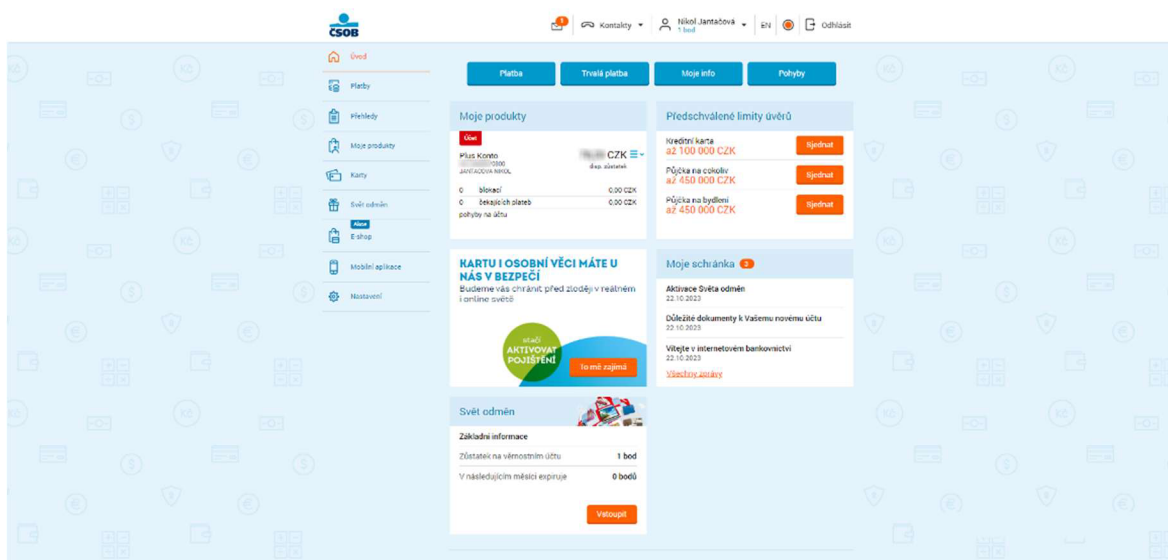 ČSOB
1
Kontakty
Nikol Jantačová
1 bod
EN
Odhlásit
Úvod
Platby
Přehledy
Moje produkty
Karty
Svět odměn
Akce
E-shop
Mobilní aplikace
Nastavení
Platba
Trvalá platba
Moje info
Pohyby
Moje produkty
Účet
Plus Konto
CZK
/0300
disp. zůstatek
JANTAČOVÁ NIKOL
0 blokací 0,00 CZK
0 čekajících plateb 0,00 CZK
pohyby na účtu
Předschválené limity úvěrů
Kreditní karta
až 100 000 CZK
Sjednat
Půjčka na cokoliv
až 450 000 CZK
Sjednat
Půjčka na bydlení
až 450 000 CZK
Sjednat
KARTU I OSOBNÍ VĚCI MÁTE U
NÁS V BEZPEČÍ
Budeme vás chránit před zloději v reálném
i online světě
stačí
AKTIVOVAT
POJIŠTĚNÍ
To mě zajímá
Moje schránka 3
Aktivace Světa odměn
22.10.2023
Důležité dokumenty k Vašemu novému účtu
22.10.2023
Vítejte v internetovém bankovnictví
22.10.2023
Všechny zprávy
Svět odměn
Základní informace
Zůstatek na věrnostním účtu 1 bod
V následujícím měsíci expiruje 0 bodů
Vstoupit